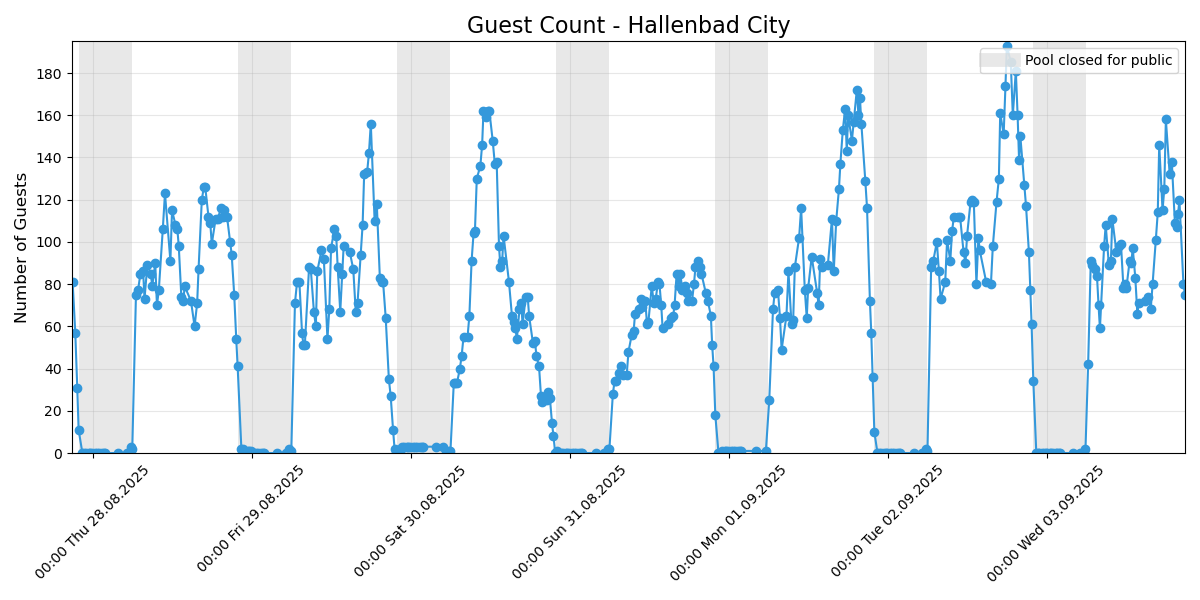 Guest Count - Hallenbad City
Pool closed for public
Number of Guests
180
160
140
120
100
80
60
40
20
0
00:00 Thu 28.08.2025
00:00 Fri 29.08.2025
00:00 Sat 30.08.2025
00:00 Sun 31.08.2025
00:00 Mon 01.09.2025
00:00 Tue 02.09.2025
00:00 Wed 03.09.2025